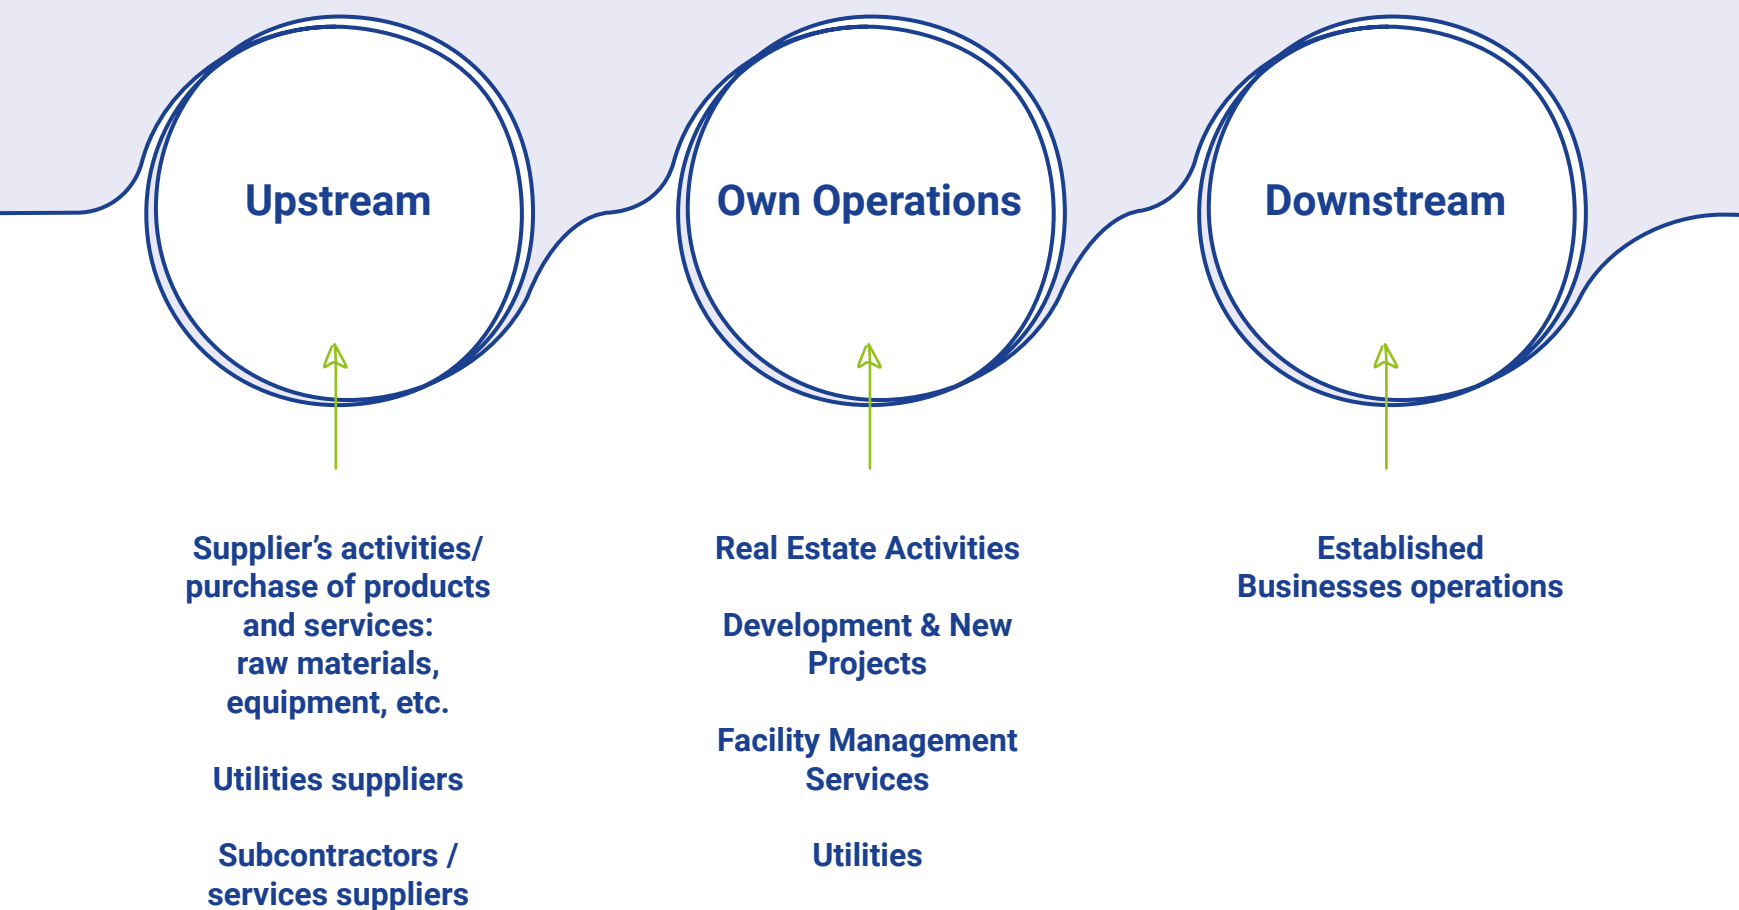 Upstream
Own Operations
Downstream
Supplier’s activities/
purchase of products
and services:
raw materials,
equipment, etc.
Utilities suppliers
Subcontractors /
services suppliers
Real Estate Activities
Development & New
Projects
Facility Management
Services
Utilities
Established
Businesses operations